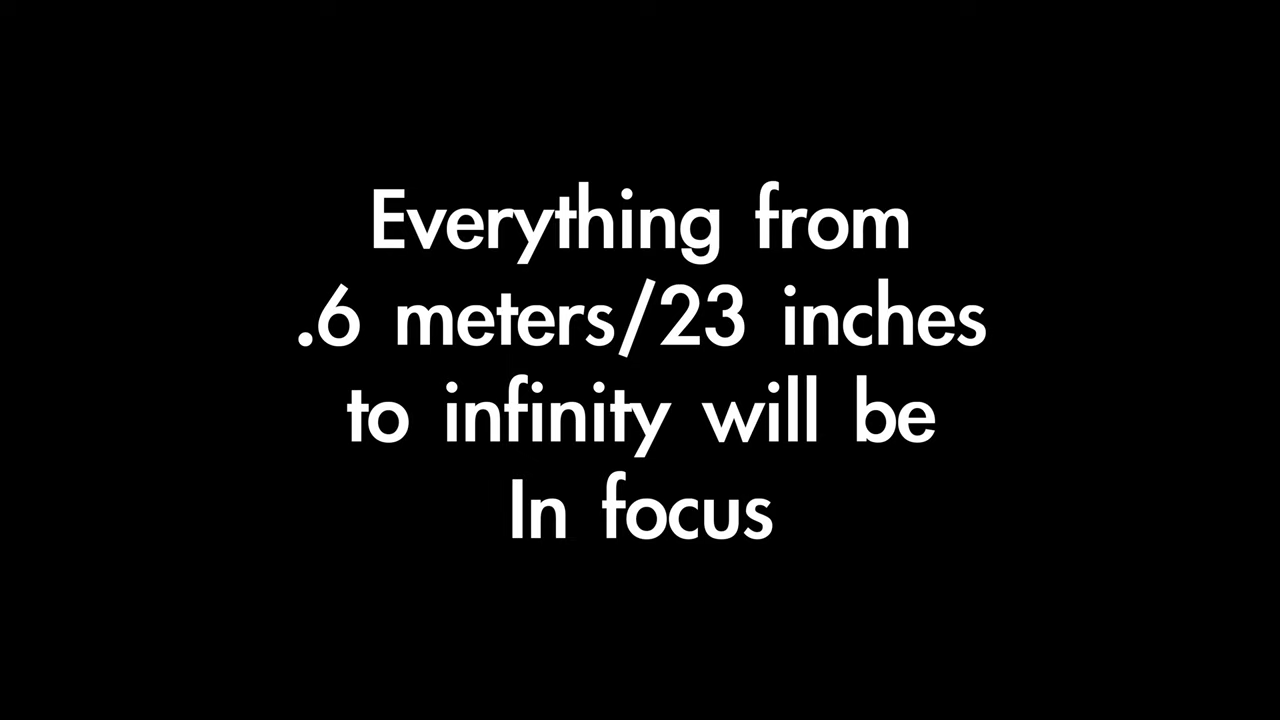 Everything from
.6 meters/23 inches
to infinity will be
In focus